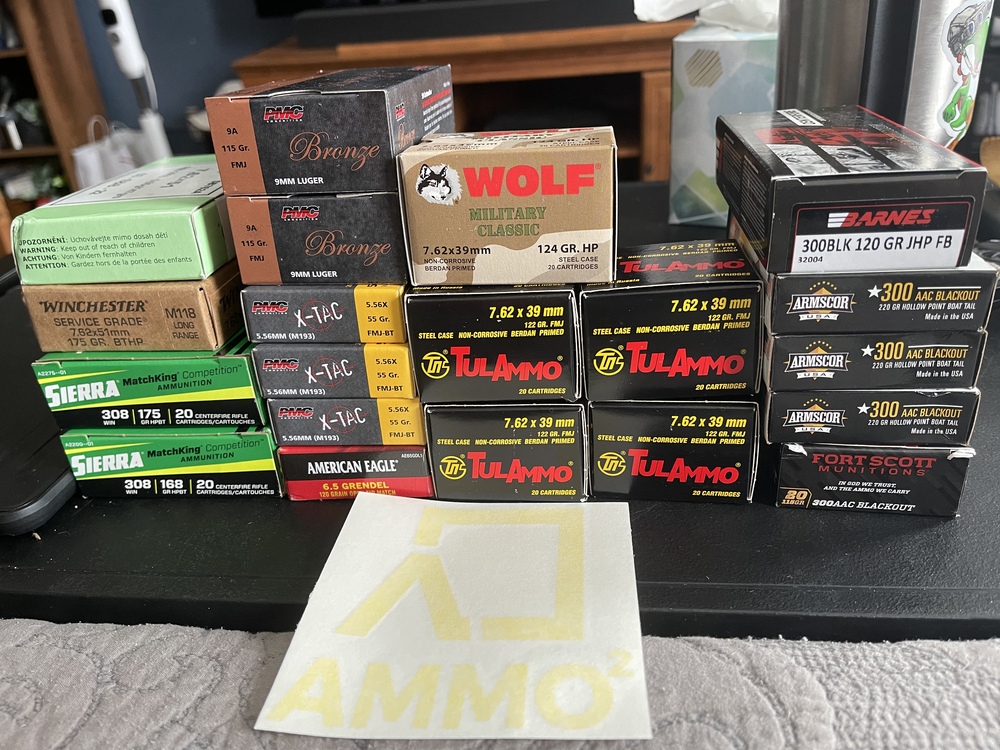 UPOZORNĚNÍ: Uchovávejte mimo dosah dětí
WARNING: Keep out of reach of children
ACHTUNG: Von Kindern fernhalten
ATTENTION: Gardez hors de la portée des enfants
WINCHESTER
SERVICE GRADE
7.62x51mm
175 GR. BTHP
M118
LONG
RANGE
A2275--01
SIERRA MatchKing Competition
AMMUNITION
308 WIN 175 GR HPBT 20 CENTERFIRE RIFLE
CARTRIDGES/CARTOUCHES
A2200--01
SIERRA MatchKing Competition
AMMUNITION
308 WIN 168 GR HPBT 20 CENTERFIRE RIFLE
CARTRIDGES/CARTOUCHES
PMC
AMMUNITION
9A
115 Gr.
FMJ
Bronze
9MM LUGER
PMC
AMMUNITION
9A
115 Gr.
FMJ
Bronze
9MM LUGER
PMC
X-TAC
5.56MM (M193)
5.56X
55 Gr.
FMJ-BT
PMC
X-TAC
5.56MM (M193)
5.56X
55 Gr.
FMJ-BT
PMC
X-TAC
5.56MM (M193)
5.56X
55 Gr.
FMJ-BT
AMERICAN EAGLE
6.5 GRENDEL
WOLF
MILITARY
CLASSIC
7.62x39mm
NON-CORROSIVE
BERDAN PRIMED
124 GR. HP
STEEL CASE
20 CARTRIDGES
7.62 x 39 mm
TULAMMO
7.62 x 39 mm
122 GR. FMJ
STEEL CASE NON-CORROSIVE BERDAN PRIMED
TULAMMO
20 CARTRIDGES
7.62 x 39 mm
122 GR. FMJ
STEEL CASE NON-CORROSIVE BERDAN PRIMED
TULAMMO
20 CARTRIDGES
7.62 x 39 mm
122 GR. FMJ
STEEL CASE NON-CORROSIVE BERDAN PRIMED
TULAMMO
20 CARTRIDGES
7.62 x 39 mm
122 GR. FMJ
STEEL CASE NON-CORROSIVE BERDAN PRIMED
TULAMMO
20 CARTRIDGES
BARNES
300BLK 120 GR JHP FB
32004
ARMSCOR
USA
300 AAC BLACKOUT
220 GR HOLLOW POINT BOAT TAIL
Made in the USA
ARMSCOR
USA
300 AAC BLACKOUT
220 GR HOLLOW POINT BOAT TAIL
Made in the USA
ARMSCOR
USA
300 AAC BLACKOUT
220 GR HOLLOW POINT BOAT TAIL
Made in the USA
FORT SCOTT
MUNITIONS
IN GOD WE TRUST,
AND THE AMMO WE CARRY
20
115GR
300AAC BLACKOUT
AMMO²